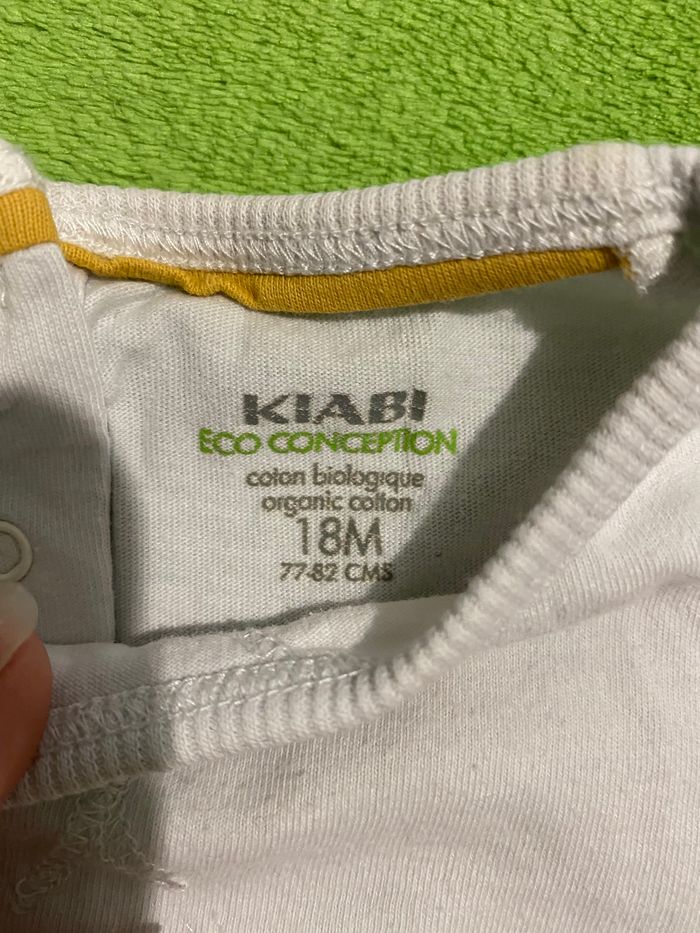 KIABI
ECO CONCEPTION
coton biologique
organic cotton
18M
77-82 CMS